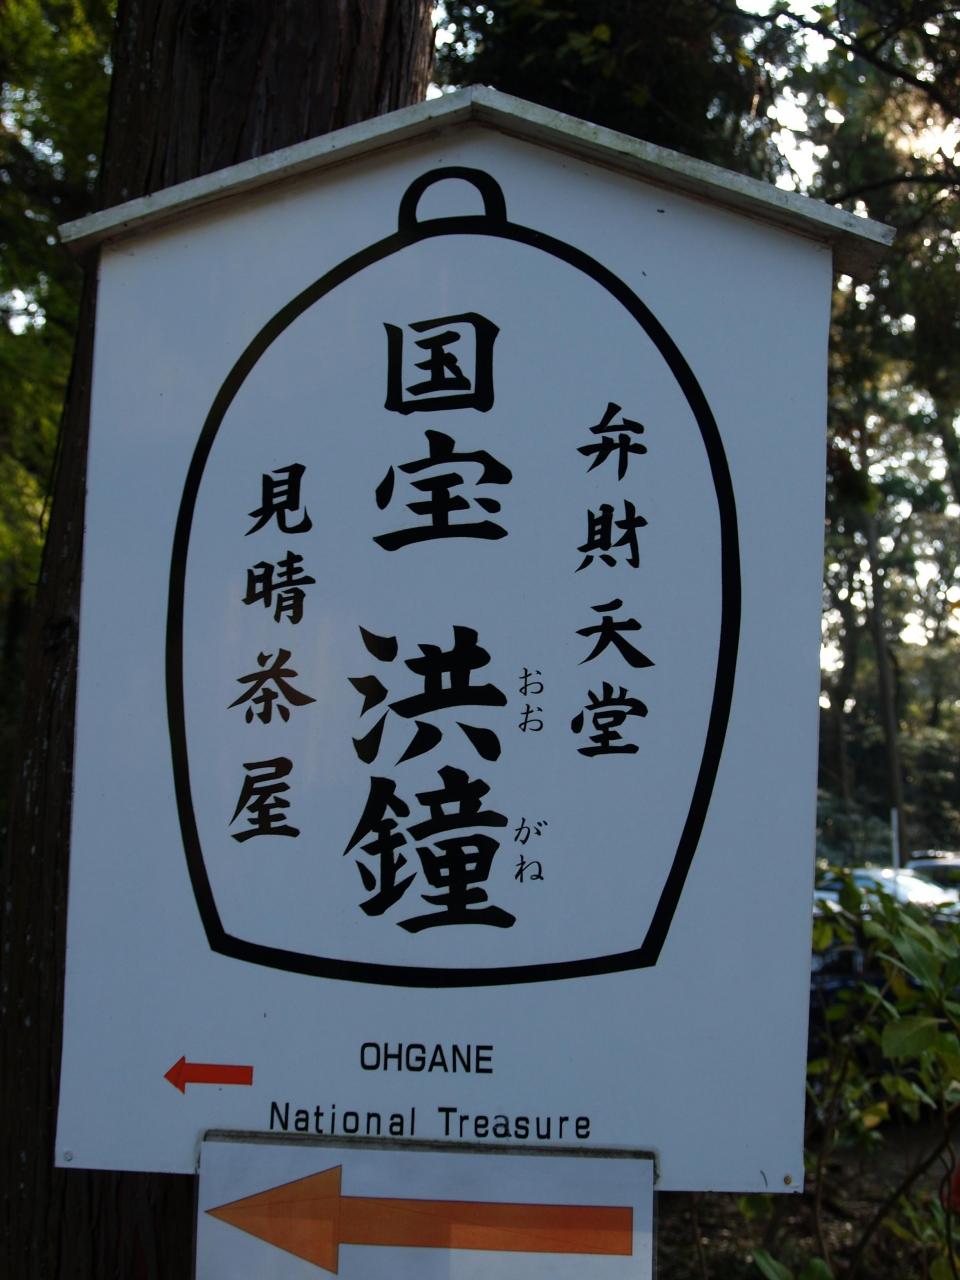 弁財天堂
国宝 洪鐘
おお がね
見晴茶屋
OHGANE
National Treasure